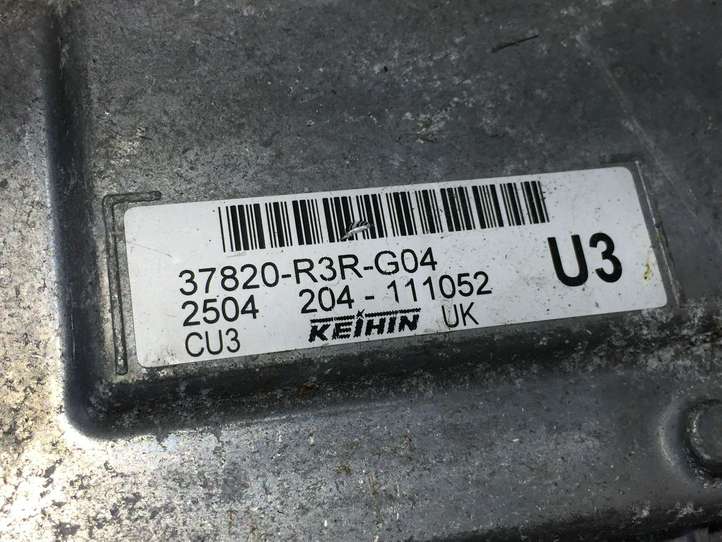 37820-R3R-G04 U3
2504 204-111052
CU3 KEIHIN UK